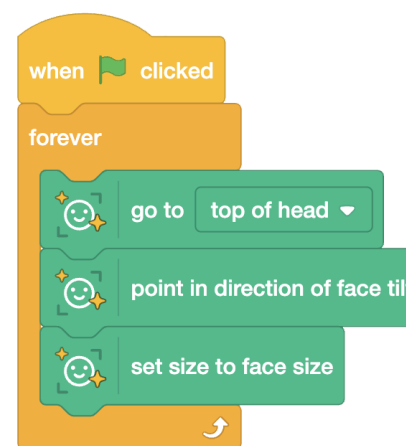 when clicked
forever
go to top of head
point in direction of face til
set size to face size